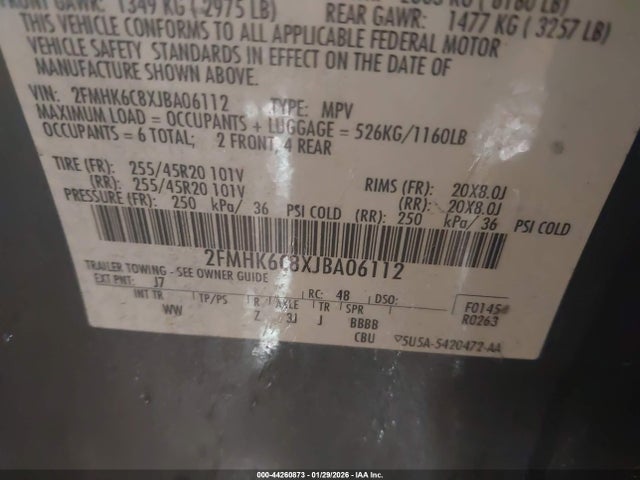 FRONT GAWR: 1349 KG ( 2975 LB)
REAR GAWR: 1477 KG ( 3257 LB)
THIS VEHICLE CONFORMS TO ALL APPLICABLE FEDERAL MOTOR
VEHICLE SAFETY STANDARDS IN EFFECT ON THE DATE OF
MANUFACTURE SHOWN ABOVE.
VIN: 2FMHK6C8XJBA06112 TYPE: MPV
MAXIMUM LOAD = OCCUPANTS + LUGGAGE = 526KG/1160LB
OCCUPANTS = 6 TOTAL; 2 FRONT, 4 REAR
TIRE (FR): 255/45R20 101V RIMS (FR): 20X8.0J
(RR): 255/45R20 101V (RR): 20X8.0J
PRESSURE (FR): 250 kPa/ 36 PSI COLD (RR): 250 kPa/ 36 PSI COLD
2FMHK6C8XJBA06112
TRAILER TOWING - SEE OWNER GUIDE
EXT PNT: J7 RC: 48 DSO:
INT TR TP/PS R AXLE TR SPR F0145
WW Z 3J J BBBB R0263
CBU 5U5A-5420472-AA
000-44260873 - 01/29/2026 - IAA Inc.